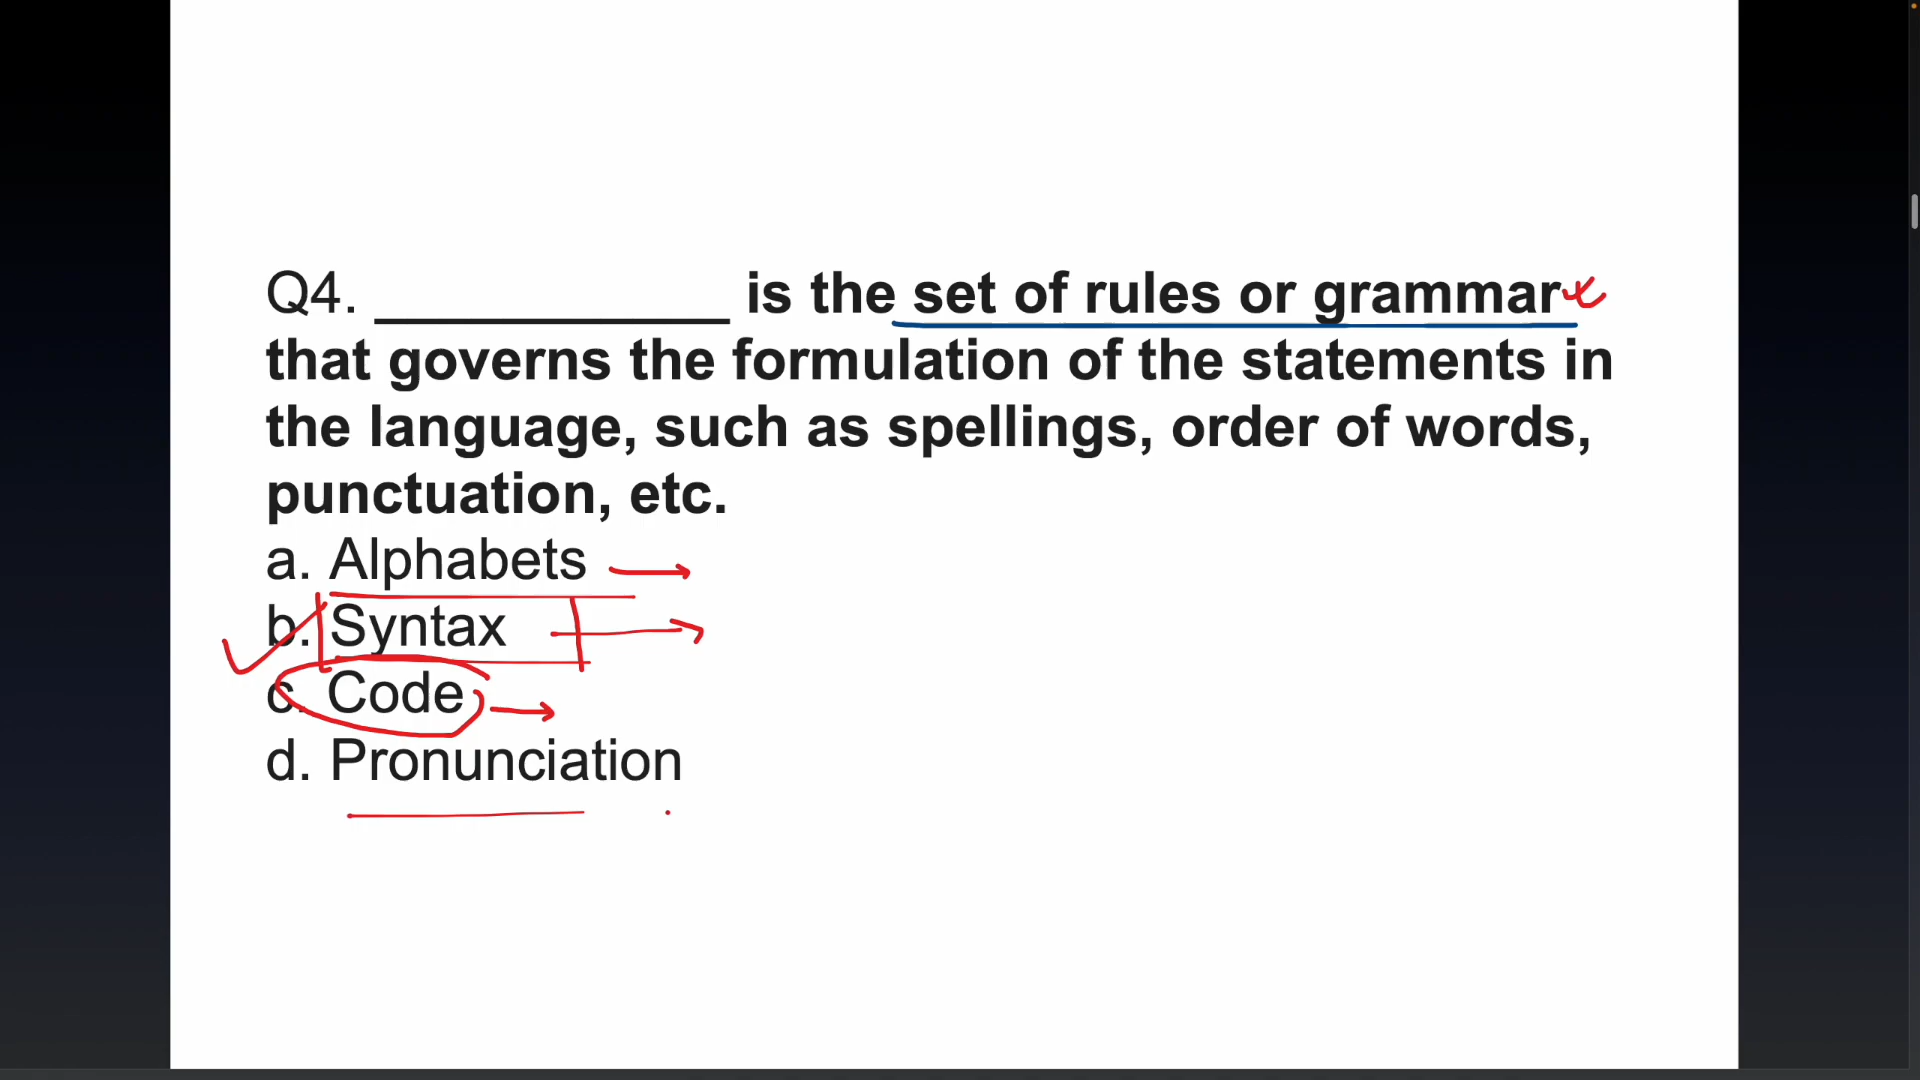 Q4. ____________ is the set of rules or grammar
that governs the formulation of the statements in
the language, such as spellings, order of words,
punctuation, etc.
a. Alphabets
b. Syntax
c. Code
d. Pronunciation